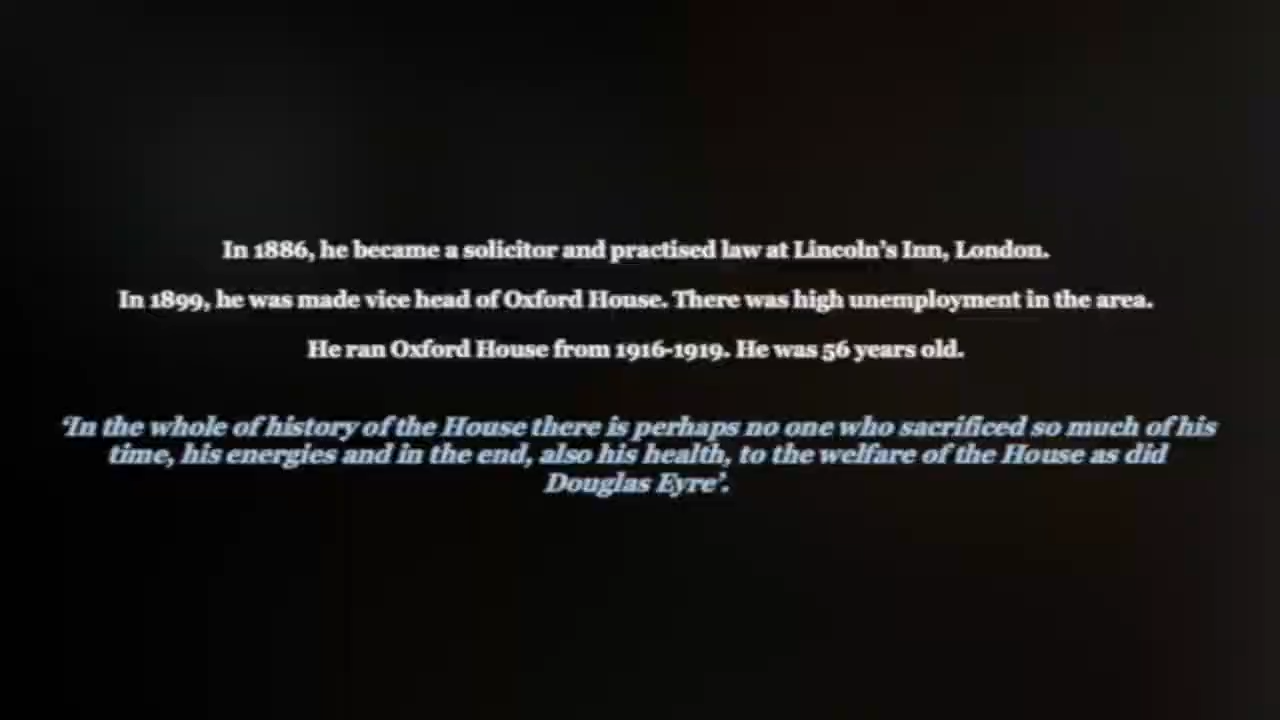 In 1886, he became a solicitor and practised law at Lincoln's Inn, London.
In 1899, he was made vice head of Oxford House. There was high unemployment in the area.
He ran Oxford House from 1916-1919. He was 56 years old.
‘In the whole of history of the House there is perhaps no one who sacrificed so much of his
time, his energies and in the end, also his health, to the welfare of the House as did
Douglas Eyre’.